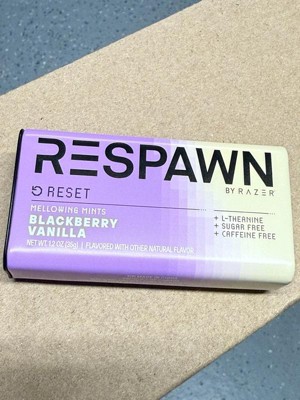 RESPAWN
BY RAZER
RESET
MELLOWING MINTS
BLACKBERRY
VANILLA
NET WT. 1.2 OZ (35g) | FLAVORED WITH OTHER NATURAL FLAVOR
+ L-THEANINE
+ SUGAR FREE
+ CAFFEINE FREE